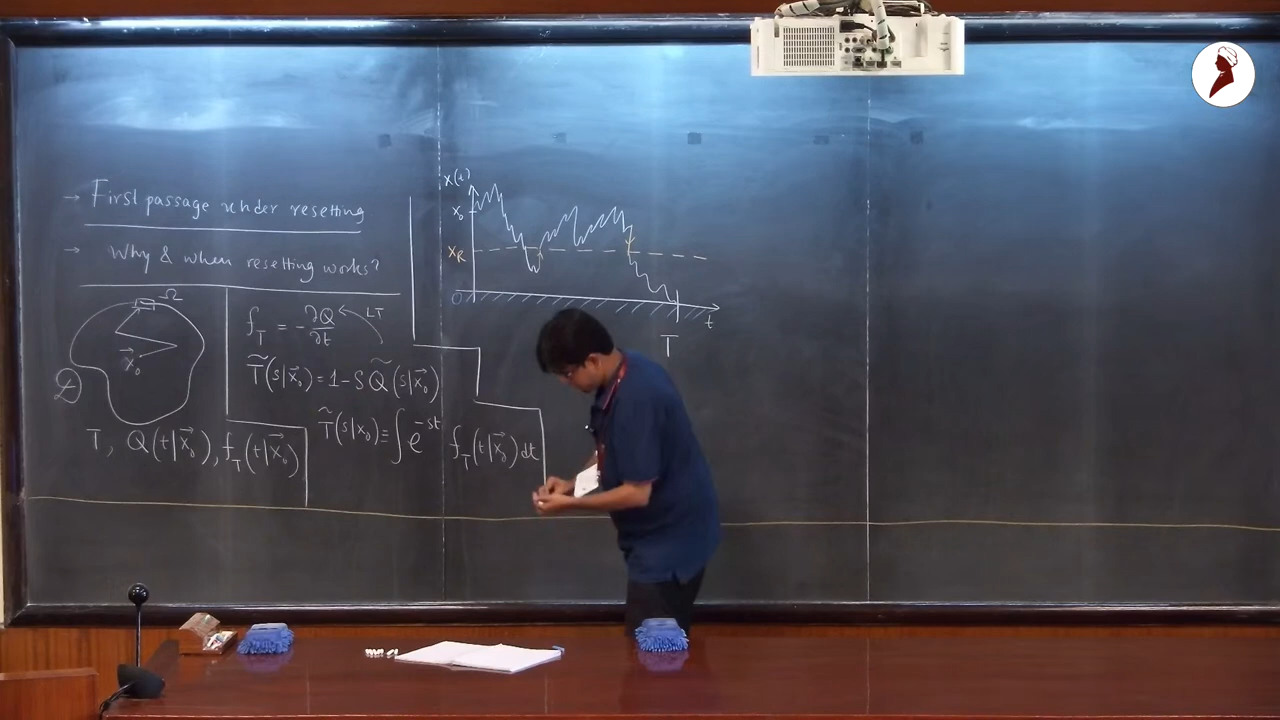 → First passage under resetting
→ Why & when resetting works?
Ω
x⃗₀
𝒟
T, Q(t|x⃗₀), f_T(t|x⃗₀)
f_T = -∂Q/∂t
LT
T̃(s|x⃗₀) = 1 - s Q̃(s|x⃗₀)
T̃(s|x₀) ≡ ∫ e^{-st} f_T(t|x⃗₀) dt
x(t)
x₀
x_R
0
t
T